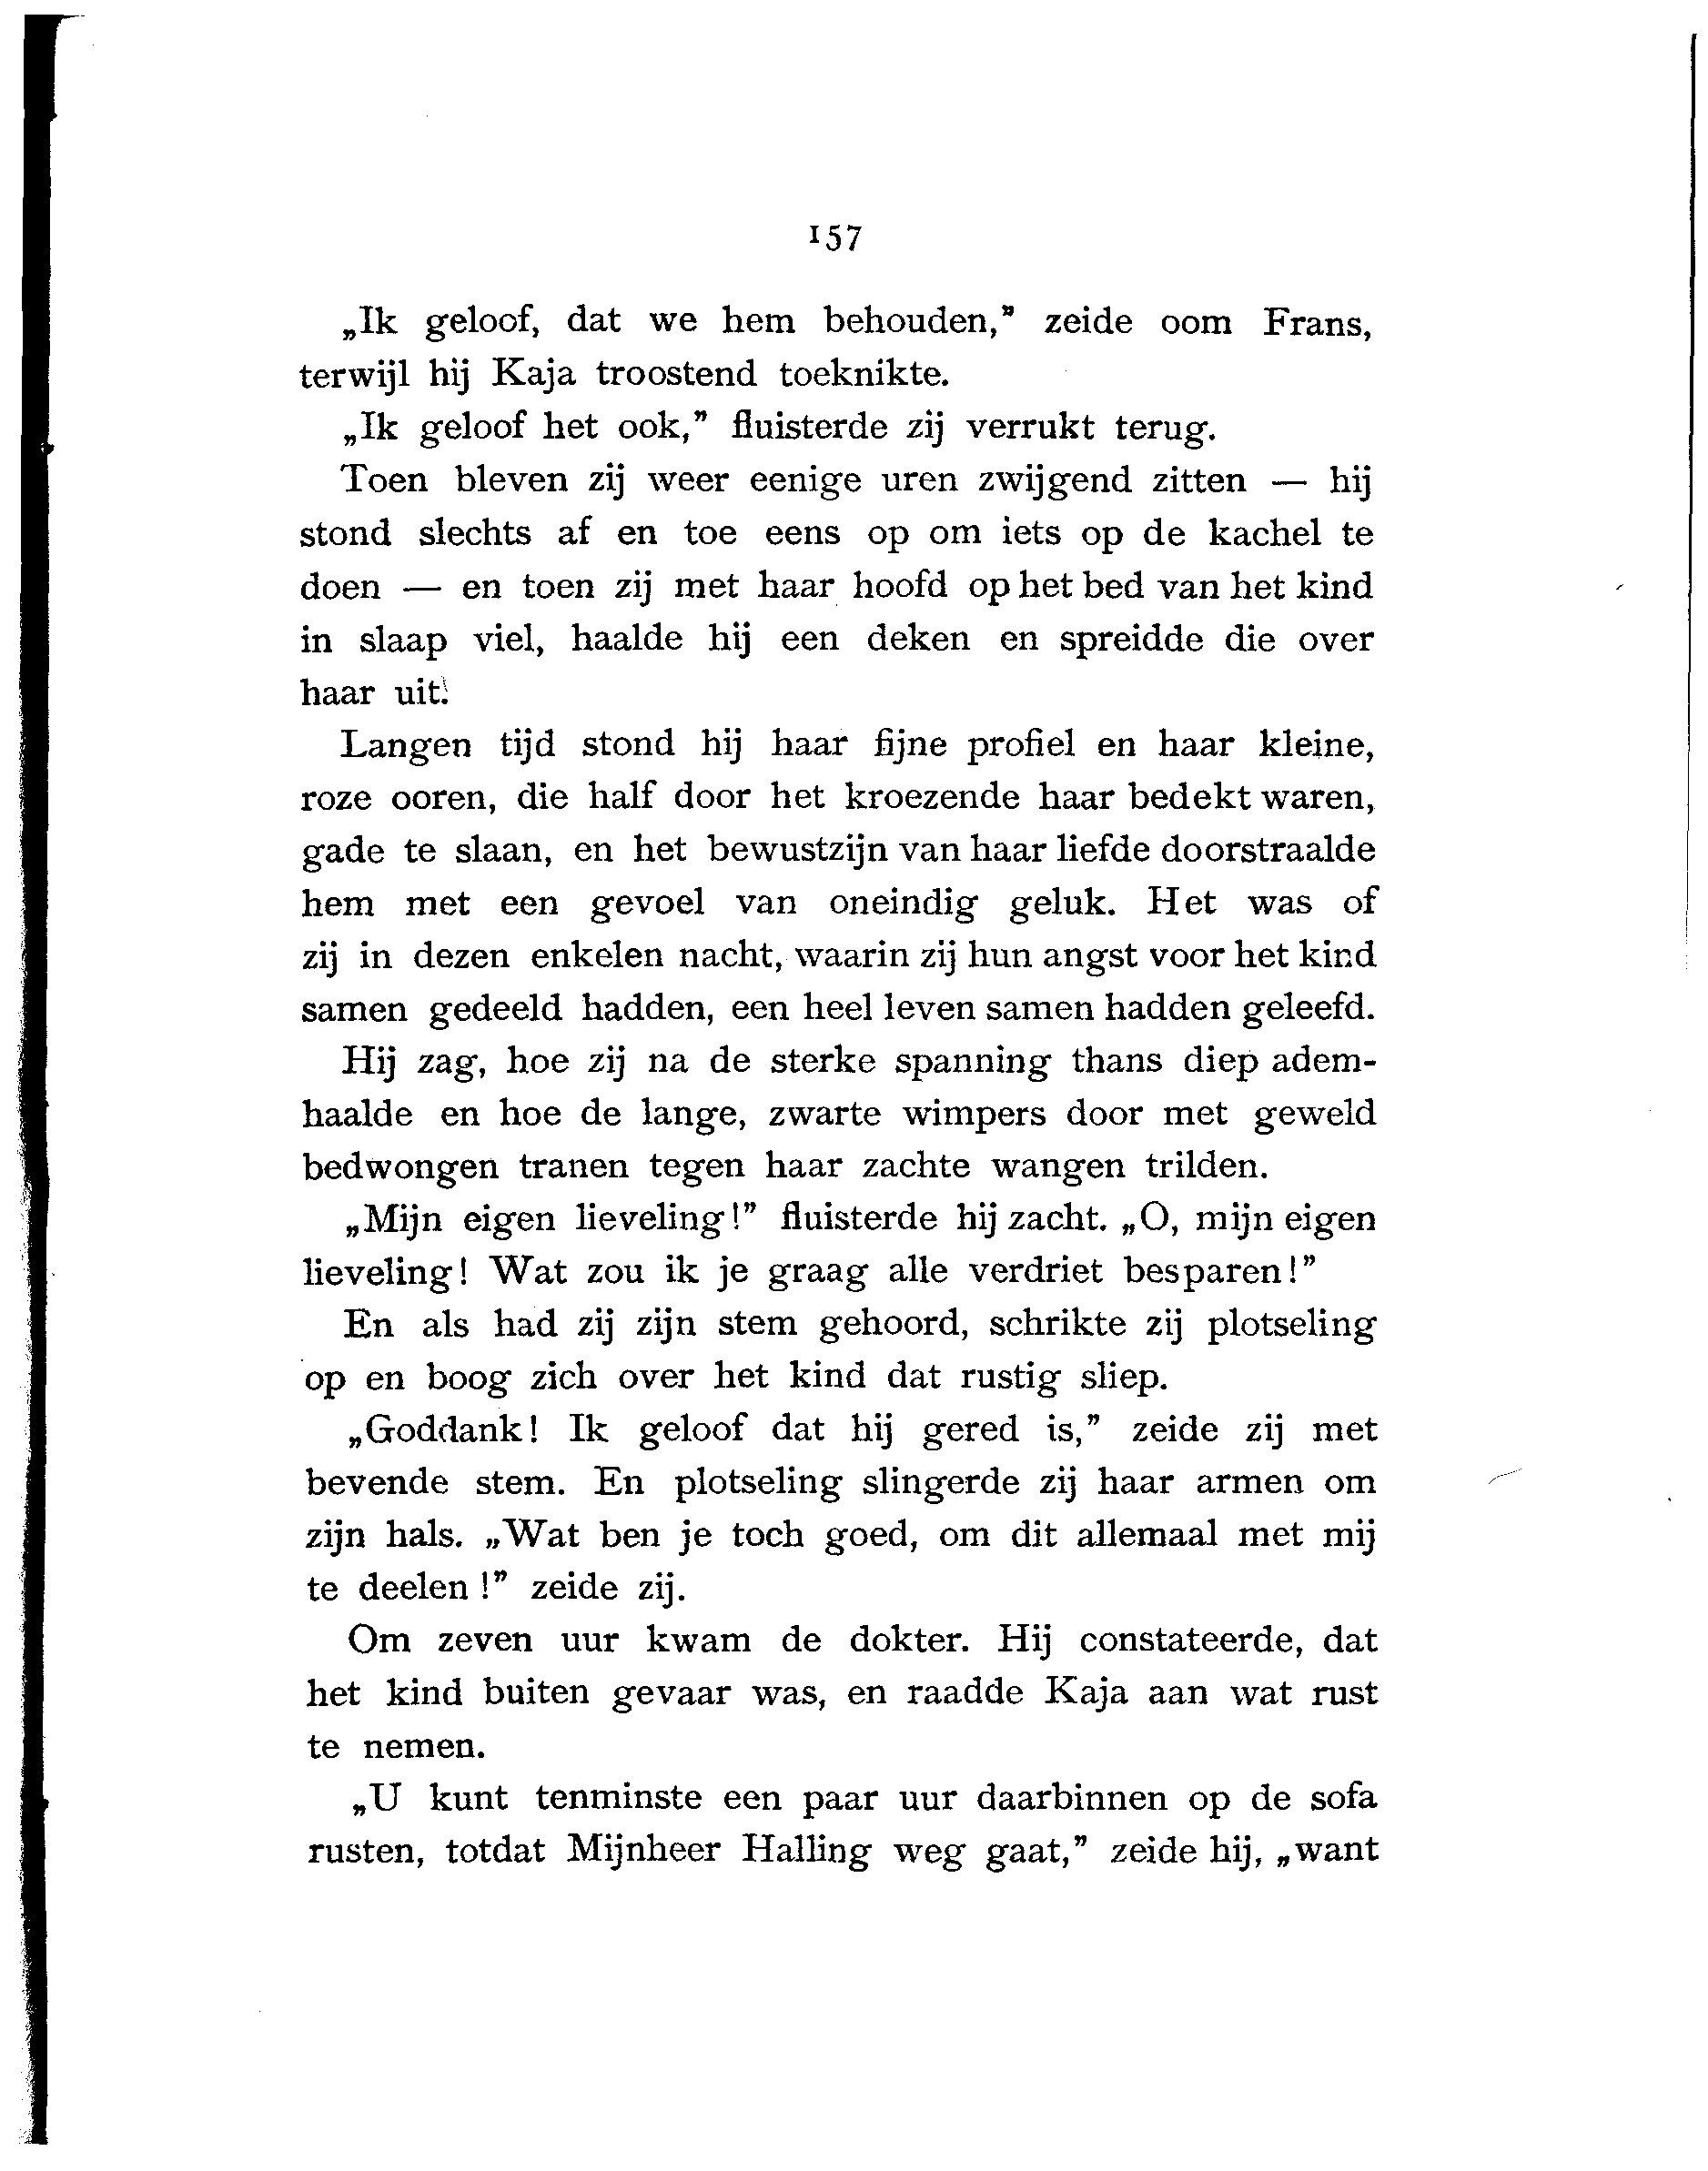 157
„Ik geloof, dat we hem behouden,” zeide oom Frans,
terwijl hij Kaja troostend toeknikte.
„Ik geloof het ook,” fluisterde zij verrukt terug.
Toen bleven zij weer eenige uren zwijgend zitten — hij
stond slechts af en toe eens op om iets op de kachel te
doen — en toen zij met haar hoofd op het bed van het kind
in slaap viel, haalde hij een deken en spreidde die over
haar uit.
Langen tijd stond hij haar fijne profiel en haar kleine,
roze ooren, die half door het kroezende haar bedekt waren,
gade te slaan, en het bewustzijn van haar liefde doorstraalde
hem met een gevoel van oneindig geluk. Het was of
zij in dezen enkelen nacht, waarin zij hun angst voor het kind
samen gedeeld hadden, een heel leven samen hadden geleefd.
Hij zag, hoe zij na de sterke spanning thans diep adem-
haalde en hoe de lange, zwarte wimpers door met geweld
bedwongen tranen tegen haar zachte wangen trilden.
„Mijn eigen lieveling!” fluisterde hij zacht. „O, mijn eigen
lieveling! Wat zou ik je graag alle verdriet besparen!”
En als had zij zijn stem gehoord, schrikte zij plotseling
op en boog zich over het kind dat rustig sliep.
„Goddank! Ik geloof dat hij gered is,” zeide zij met
bevende stem. En plotseling slingerde zij haar armen om
zijn hals. „Wat ben je toch goed, om dit allemaal met mij
te deelen!” zeide zij.
Om zeven uur kwam de dokter. Hij constateerde, dat
het kind buiten gevaar was, en raadde Kaja aan wat rust
te nemen.
„U kunt tenminste een paar uur daarbinnen op de sofa
rusten, totdat Mijnheer Halling weg gaat,” zeide hij, „want